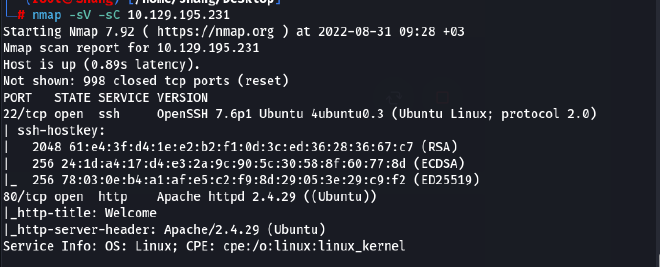 (root㉿shang)-[/home/shang/Desktop]
└─# nmap -sV -sC 10.129.195.231
Starting Nmap 7.92 ( https://nmap.org ) at 2022-08-31 09:28 +03
Nmap scan report for 10.129.195.231
Host is up (0.89s latency).
Not shown: 998 closed tcp ports (reset)
PORT   STATE SERVICE VERSION
22/tcp open  ssh     OpenSSH 7.6p1 Ubuntu 4ubuntu0.3 (Ubuntu Linux; protocol 2.0)
| ssh-hostkey:
|   2048 61:e4:3f:d4:1e:e2:b2:f1:0d:3c:ed:36:28:36:67:c7 (RSA)
|   256 24:1d:a4:17:d4:e3:2a:9c:90:5c:30:58:8f:60:77:8d (ECDSA)
|_  256 78:03:0e:b4:a1:af:e5:c2:f9:8d:29:05:3e:29:c9:f2 (ED25519)
80/tcp open  http    Apache httpd 2.4.29 ((Ubuntu))
|_http-title: Welcome
|_http-server-header: Apache/2.4.29 (Ubuntu)
Service Info: OS: Linux; CPE: cpe:/o:linux:linux_kernel